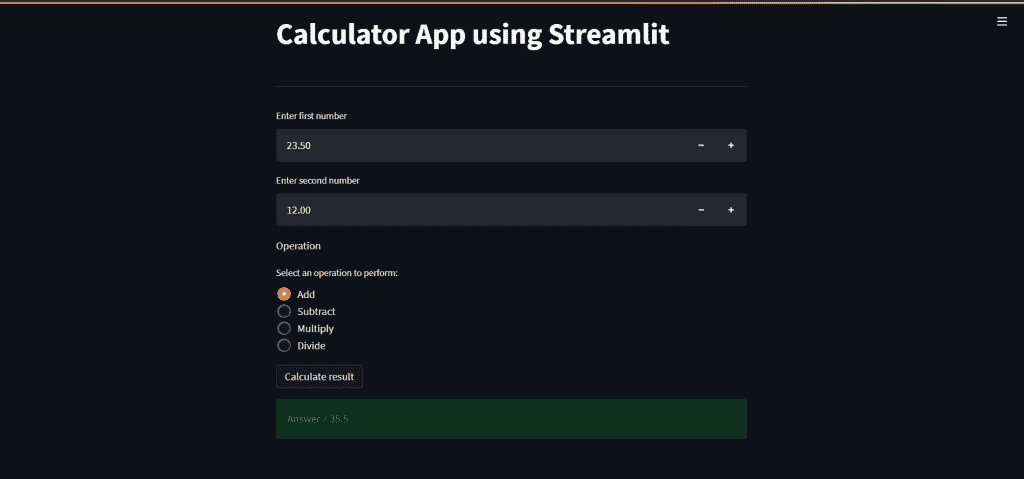 Calculator App using Streamlit
Enter first number
23.50
Enter second number
12.00
Operation
Select an operation to perform:
Add
Subtract
Multiply
Divide
Calculate result
Answer = 35.5